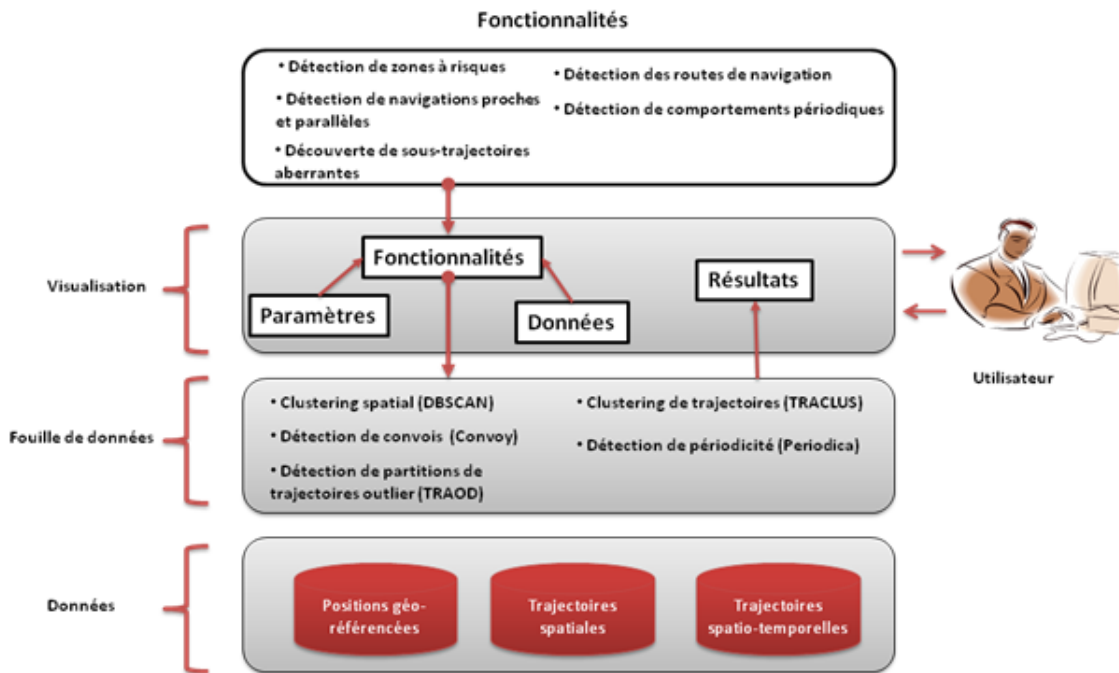 Fonctionnalités
• Détection de zones à risques
• Détection de navigations proches
et parallèles
• Découverte de sous-trajectoires
aberrantes
• Détection des routes de navigation
• Détection de comportements périodiques
Visualisation
Fonctionnalités
Paramètres
Données
Résultats
Utilisateur
Fouille de données
• Clustering spatial (DBSCAN)
• Détection de convois (Convoy)
• Détection de partitions de
trajectoires outlier (TRAOD)
• Clustering de trajectoires (TRACLUS)
• Détection de périodicité (Periodica)
Données
Positions géo-
référencées
Trajectoires
spatiales
Trajectoires
spatio-temporelles